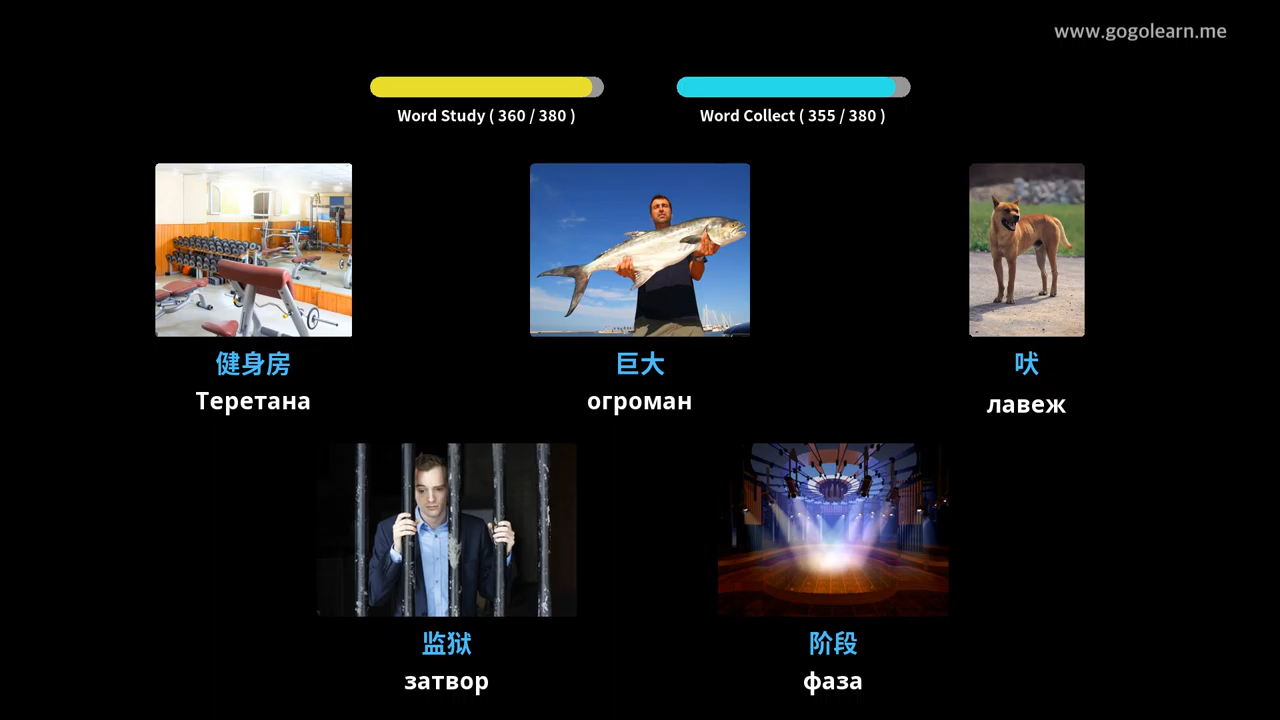 www.gogolearn.me
Word Study ( 360 / 380 )
Word Collect ( 355 / 380 )
健身房
Теретана
巨大
огроман
吠
лавеж
监狱
затвор
阶段
фаза